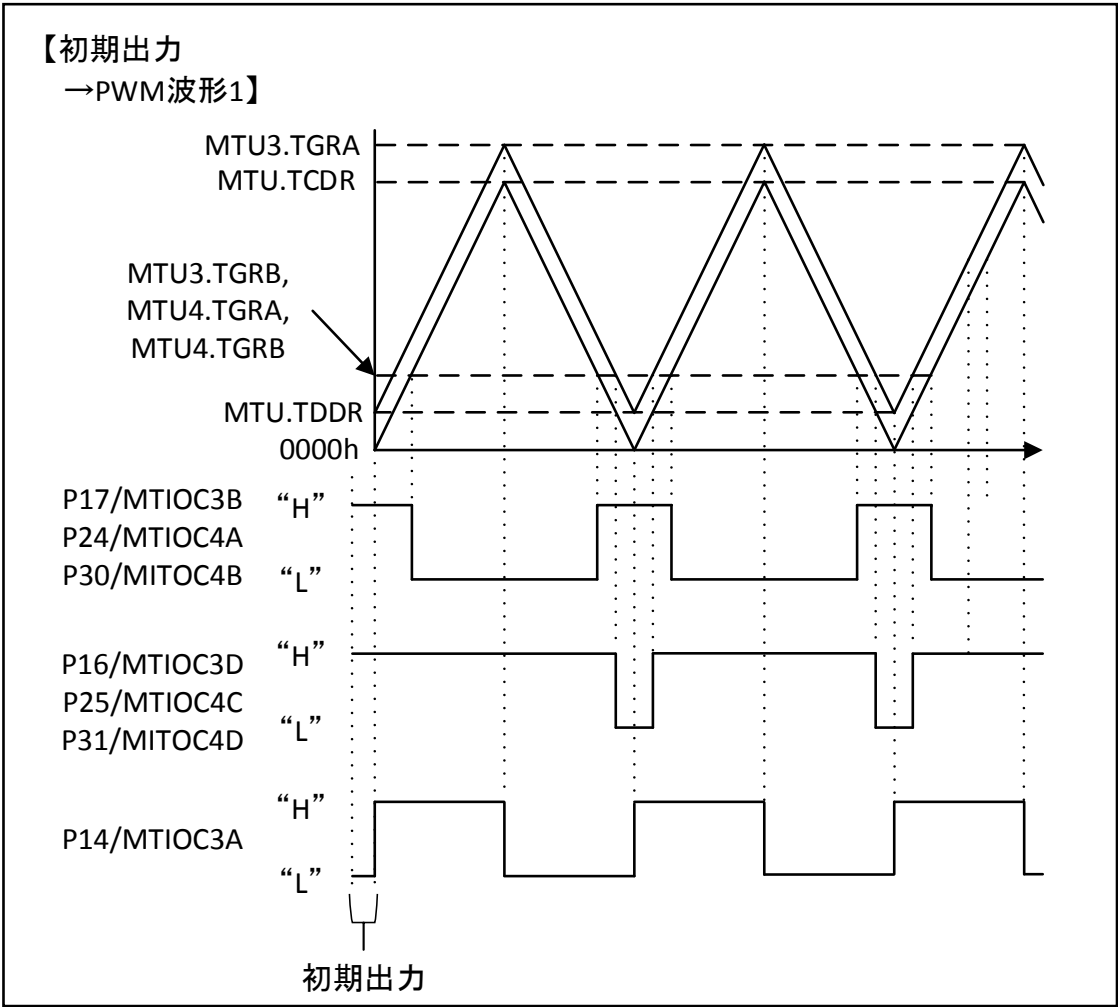 【初期出力
→PWM波形1】
MTU3.TGRA
MTU.TCDR
MTU3.TGRB,
MTU4.TGRA,
MTU4.TGRB
MTU.TDDR
0000h
P17/MTIOC3B
P24/MTIOC4A
P30/MITOC4B
“H”
“L”
P16/MTIOC3D
P25/MTIOC4C
P31/MITOC4D
“H”
“L”
P14/MTIOC3A
“H”
“L”
初期出力